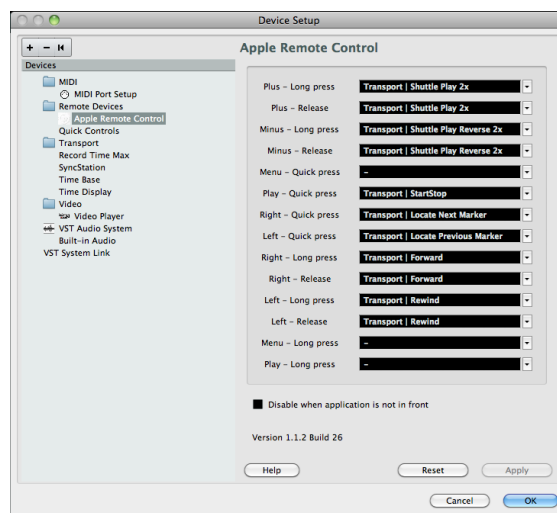 Device Setup
+ -
Devices
MIDI
MIDI Port Setup
Remote Devices
Apple Remote Control
Quick Controls
Transport
Record Time Max
SyncStation
Time Base
Time Display
Video
Video Player
VST Audio System
Built-in Audio
VST System Link
Apple Remote Control
Plus – Long press Transport | Shuttle Play 2x
Plus – Release Transport | Shuttle Play 2x
Minus – Long press Transport | Shuttle Play Reverse 2x
Minus – Release Transport | Shuttle Play Reverse 2x
Menu – Quick press –
Play – Quick press Transport | StartStop
Right – Quick press Transport | Locate Next Marker
Left – Quick press Transport | Locate Previous Marker
Right – Long press Transport | Forward
Right – Release Transport | Forward
Left – Long press Transport | Rewind
Left – Release Transport | Rewind
Menu – Long press –
Play – Long press –
Disable when application is not in front
Version 1.1.2 Build 26
Help Reset Apply
Cancel OK